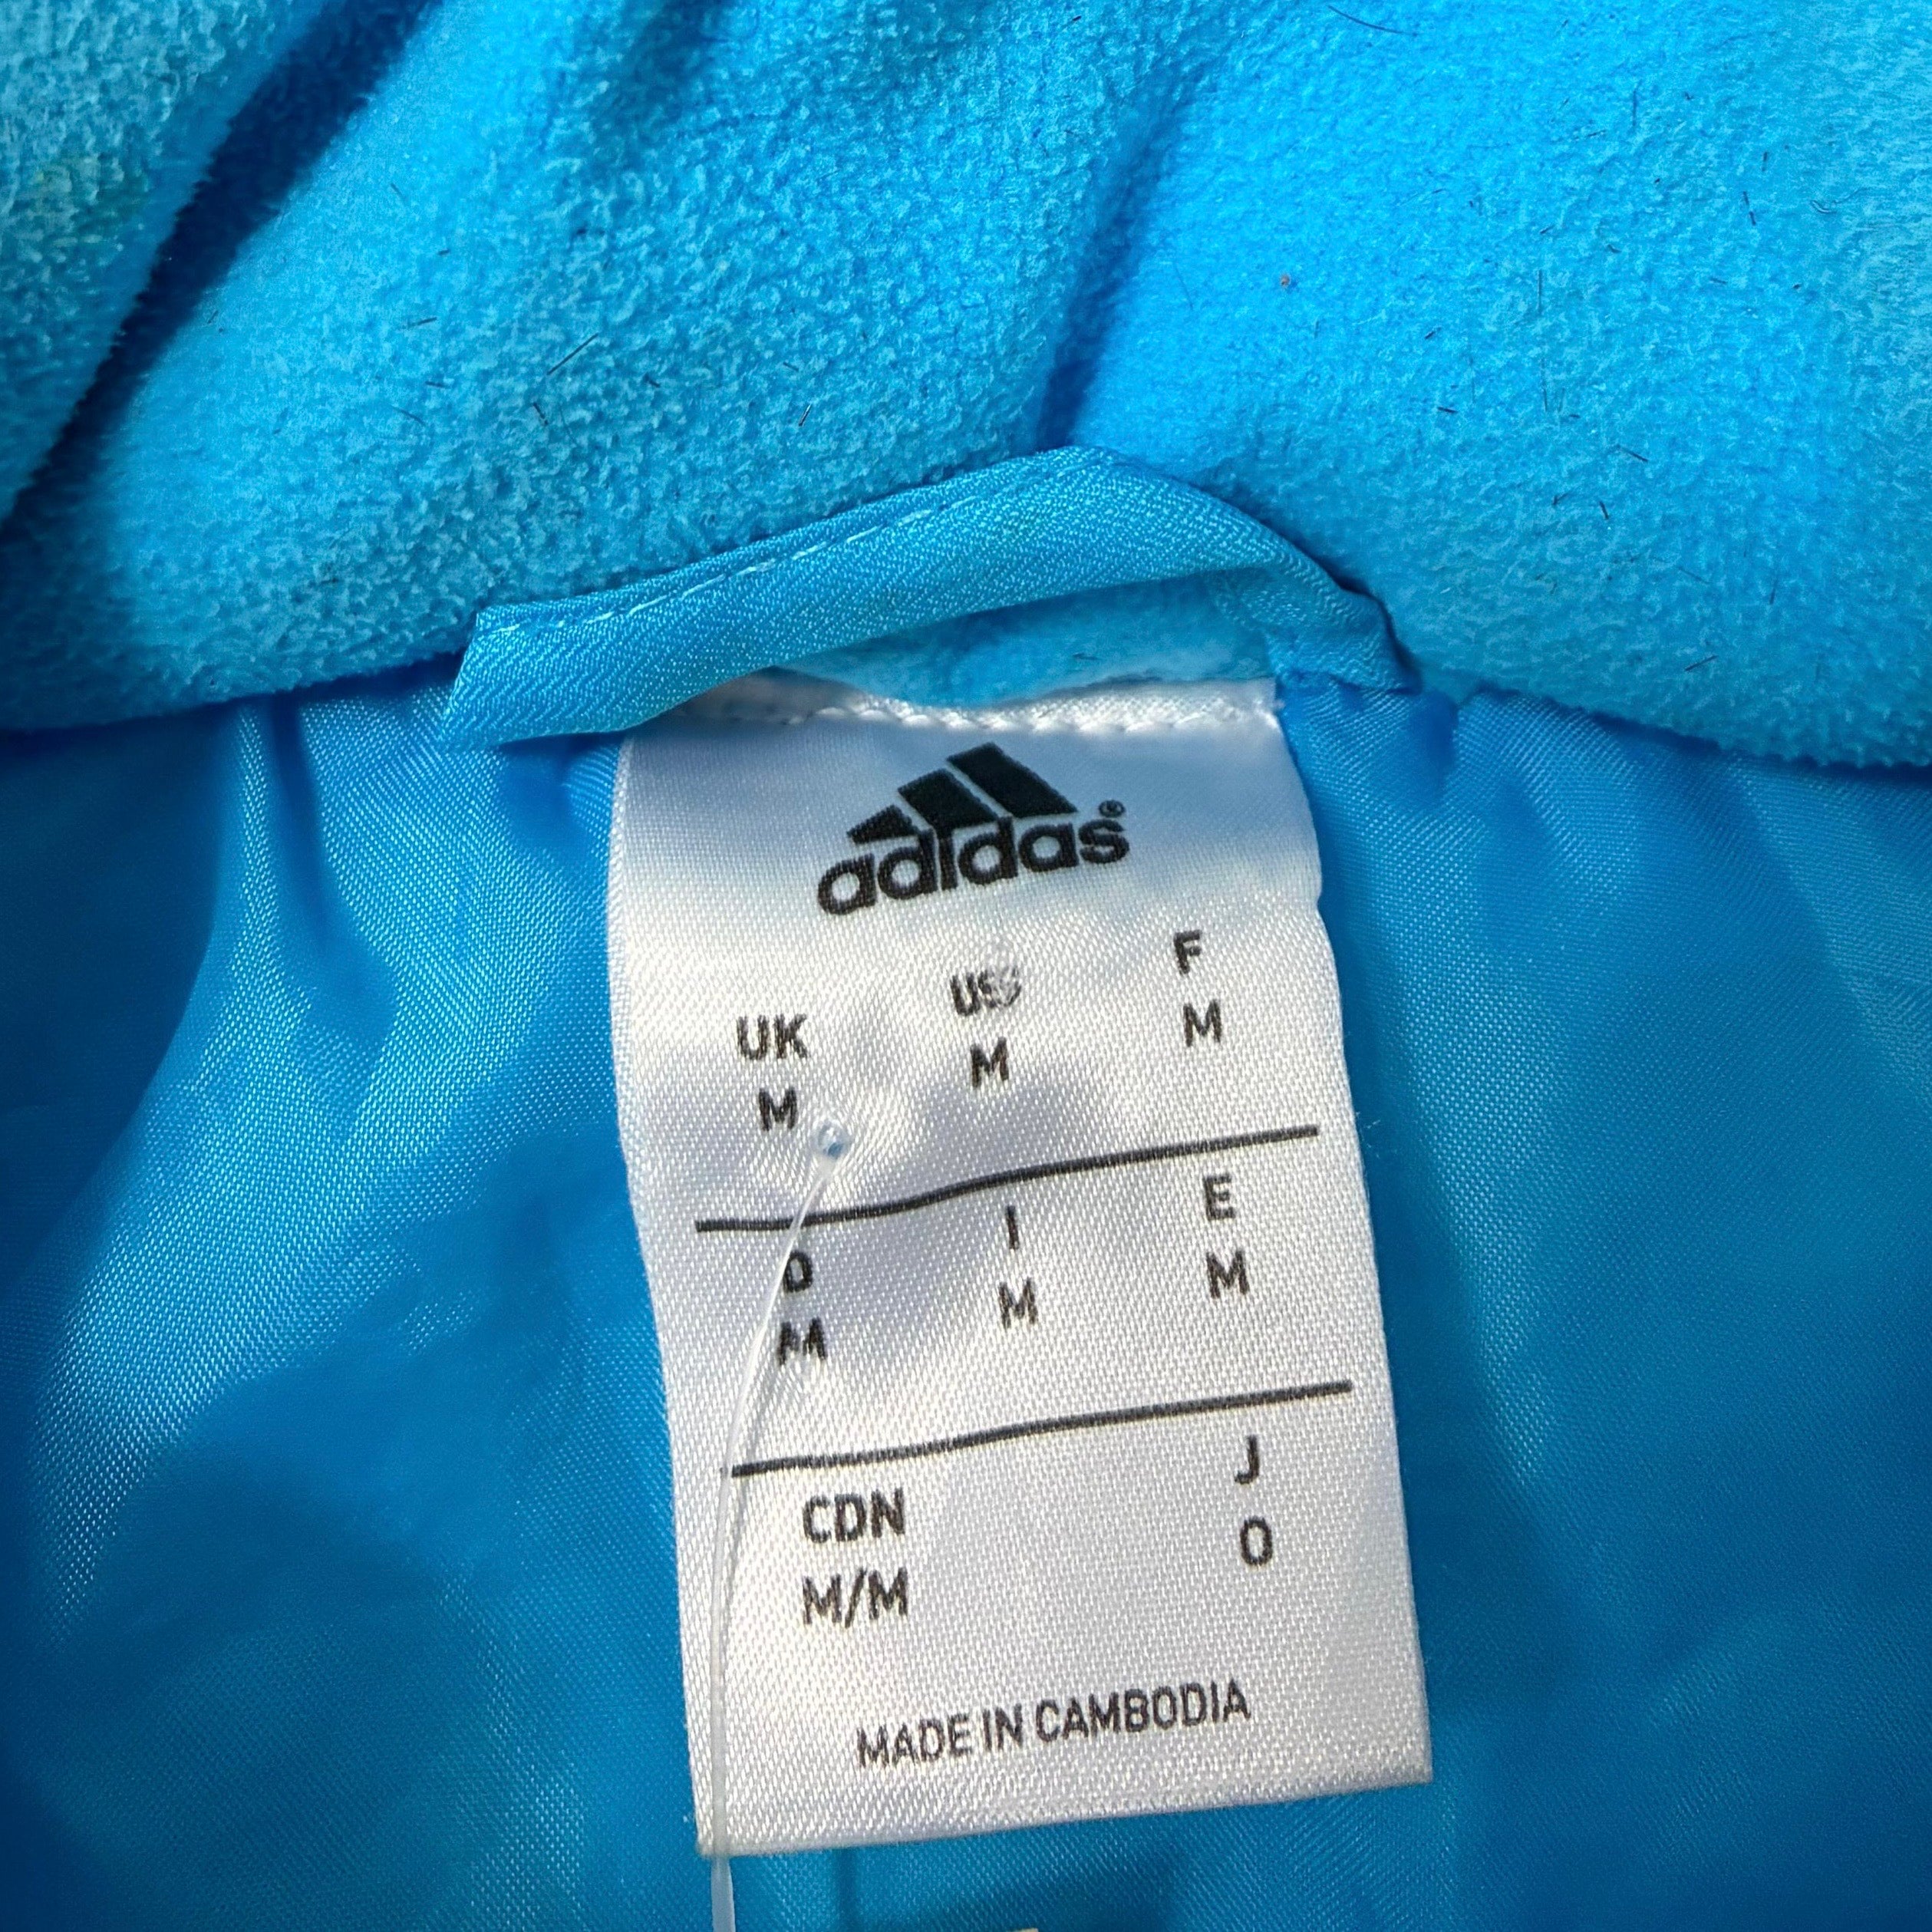 adidas®
UK US F
M M M
D I E
M M M
CDN J
M/M O
MADE IN CAMBODIA